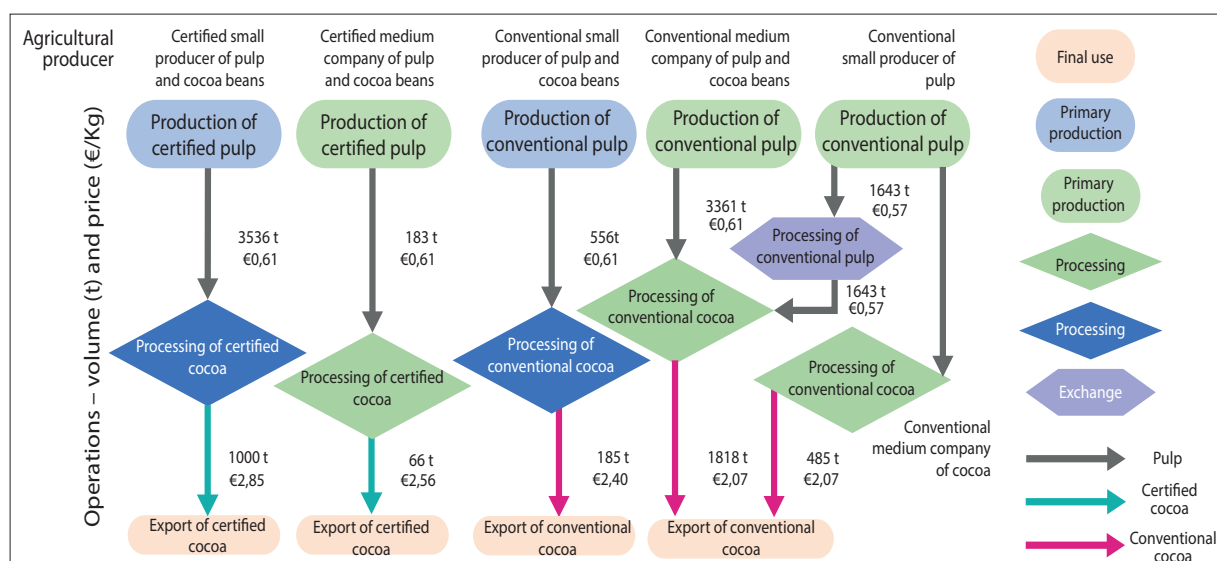 Agricultural
producer
Operations – volume (t) and price (€/Kg)
Certified small
producer of pulp
and cocoa beans
Certified medium
company of pulp
and cocoa beans
Conventional small
producer of pulp and
cocoa beans
Conventional medium
company of pulp and
cocoa beans
Conventional
small producer of
pulp
Production of
certified pulp
Production of
certified pulp
Production of
conventional pulp
Production of
conventional pulp
Production of
conventional pulp
3536 t
€0,61
183 t
€0,61
556t
€0,61
3361 t
€0,61
1643 t
€0,57
Processing of
conventional pulp
1643 t
€0,57
Processing of certified
cocoa
Processing of certified
cocoa
Processing of
conventional cocoa
Processing of
conventional cocoa
Processing of
conventional cocoa
Conventional
medium company
of cocoa
1000 t
€2,85
66 t
€2,56
185 t
€2,40
1818 t
€2,07
485 t
€2,07
Export of certified
cocoa
Export of certified
cocoa
Export of conventional
cocoa
Export of conventional
cocoa
Final use
Primary
production
Primary
production
Processing
Processing
Exchange
Pulp
Certified
cocoa
Conventional
cocoa